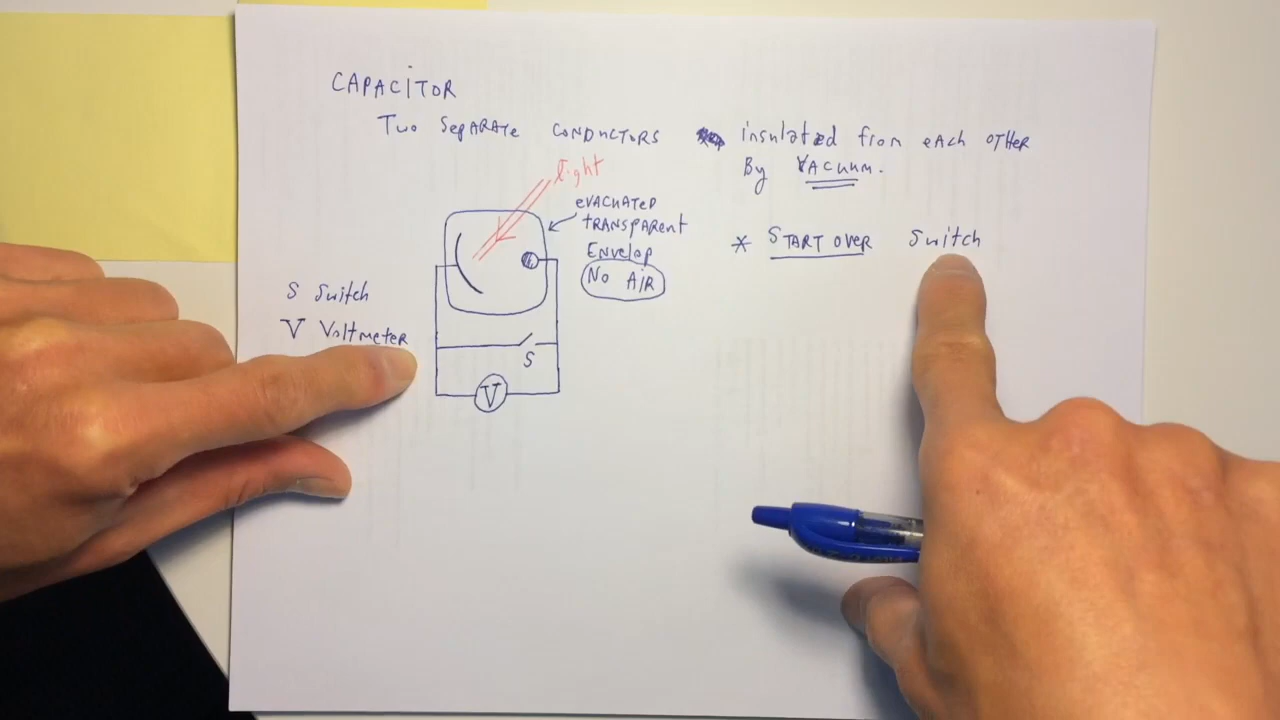 CAPACITOR
Two SepARATe CONDUCTORS insulated from eAch OTHER
By VACUUM.
light
eVACUATeD
TRANSPArent
Envelop
No AiR
* START OVeR Switch
S Switch
V VoltmeteR
S
V